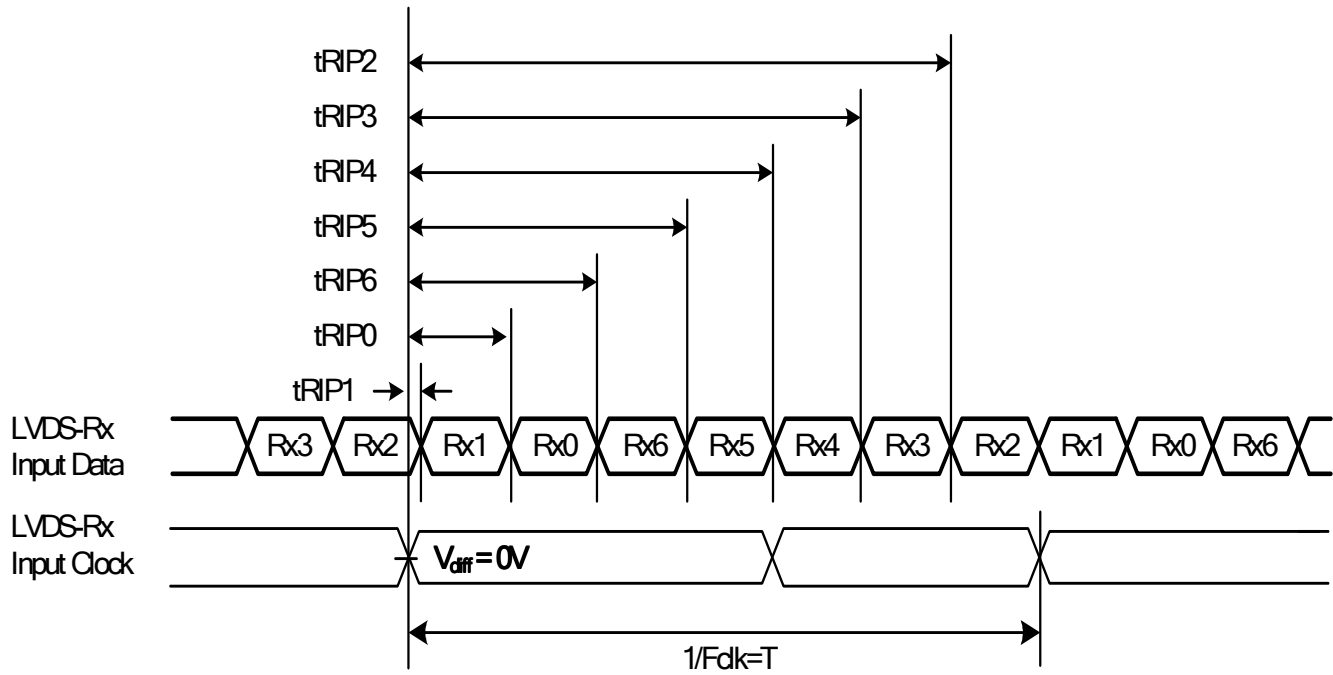 tRIP2
tRIP3
tRIP4
tRIP5
tRIP6
tRIP0
tRIP1
LVDS-Rx
Input Data
Rx3 Rx2 Rx1 Rx0 Rx6 Rx5 Rx4 Rx3 Rx2 Rx1 Rx0 Rx6
LVDS-Rx
Input Clock
Vdiff = 0V
1/Fclk=T